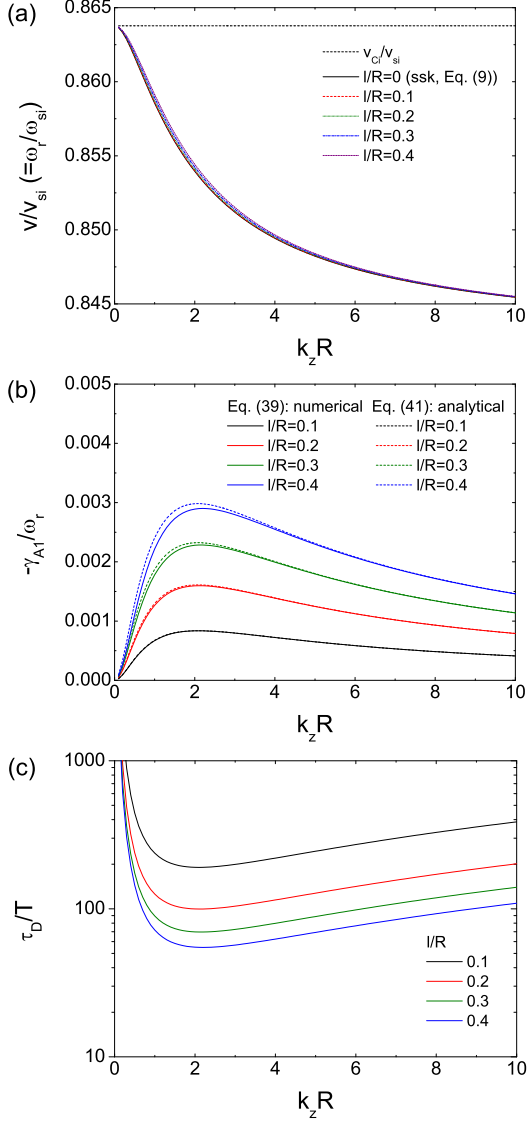 (a)
0.865
0.860
0.855
0.850
0.845
v/v_si (=ω_r/ω_si)
v_Ci/v_si
l/R=0 (ssk, Eq. (9))
l/R=0.1
l/R=0.2
l/R=0.3
l/R=0.4
0 2 4 6 8 10
k_zR
(b)
0.005
0.004
0.003
0.002
0.001
0.000
-γ_A1/ω_r
Eq. (39): numerical Eq. (41): analytical
l/R=0.1 l/R=0.1
l/R=0.2 l/R=0.2
l/R=0.3 l/R=0.3
l/R=0.4 l/R=0.4
0 2 4 6 8 10
k_zR
(c)
1000
100
10
τ_D/T
l/R
0.1
0.2
0.3
0.4
0 2 4 6 8 10
k_zR